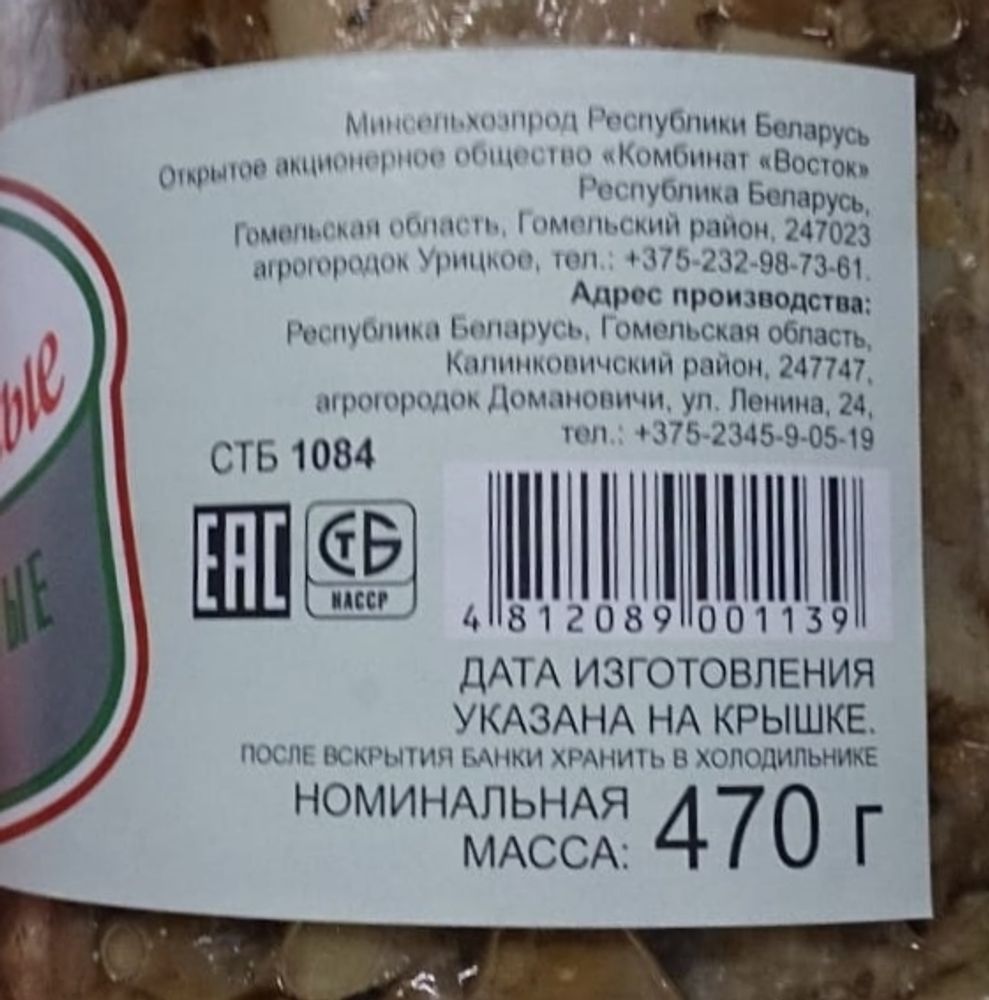 Минсельхозпрод Республики Беларусь
Открытое акционерное общество «Комбинат «Восток»
Республика Беларусь,
Гомельская область, Гомельский район, 247023
агрогородок Урицкое, тел.: +375-232-98-73-61.
Адрес производства:
Республика Беларусь, Гомельская область,
Калинковичский район, 247747,
агрогородок Домановичи, ул. Ленина, 24,
тел.: +375-2345-9-05-19
СТБ 1084
ЕАС
СТБ
НАССР
4 812089 001139
ДАТА ИЗГОТОВЛЕНИЯ
УКАЗАНА НА КРЫШКЕ.
ПОСЛЕ ВСКРЫТИЯ БАНКИ ХРАНИТЬ В ХОЛОДИЛЬНИКЕ
НОМИНАЛЬНАЯ
МАССА: 470 г